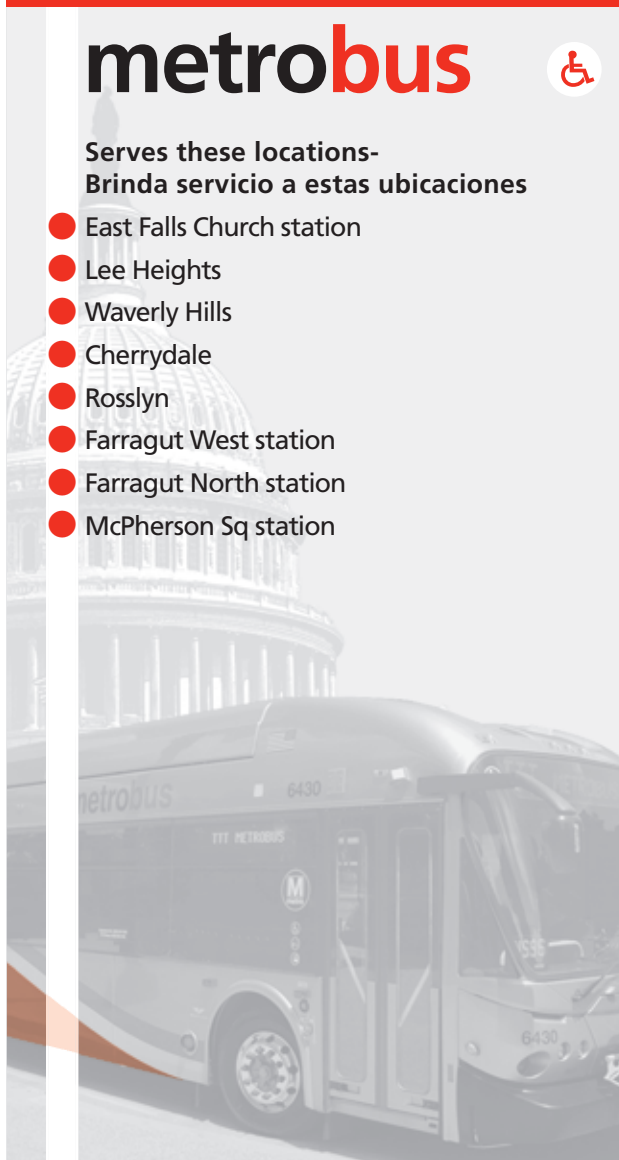 metrobus
Serves these locations-
Brinda servicio a estas ubicaciones
East Falls Church station
Lee Heights
Waverly Hills
Cherrydale
Rosslyn
Farragut West station
Farragut North station
McPherson Sq station
metrobus
6430
TYT METROBUS
M
6430